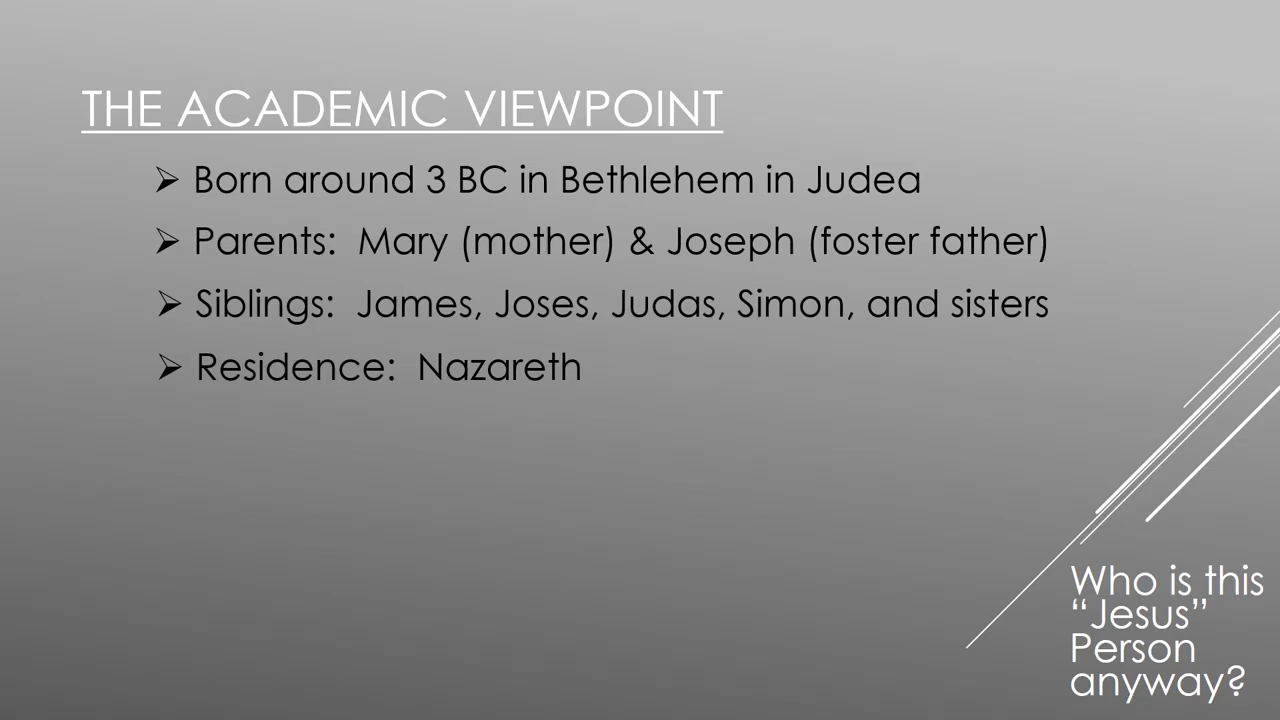 THE ACADEMIC VIEWPOINT
➢ Born around 3 BC in Bethlehem in Judea
➢ Parents:  Mary (mother) & Joseph (foster father)
➢ Siblings:  James, Joses, Judas, Simon, and sisters
➢ Residence:  Nazareth
Who is this
“Jesus”
Person
anyway?